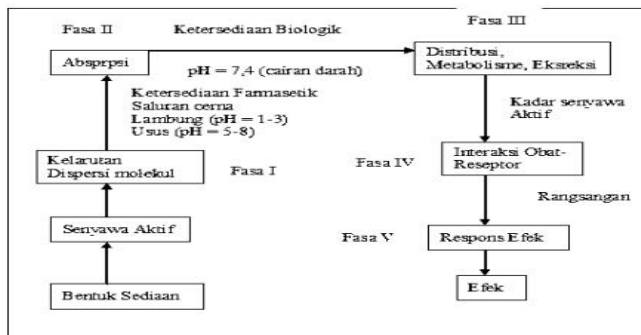 Fasa II
Ketersediaan Biologik
Fasa III
Absprpsi
pH = 7,4 (cairan darah)
Distribusi,
Metabolisme, Eksreksi
Ketersediaan Farmasetik
Saluran cerna
Lambung (pH = 1-3)
Usus (pH = 5-8)
Kadar senyawa
Aktif
Kelarutan
Dispersi molekul
Fasa I
Fasa IV
Interaksi Obat-
Reseptor
Rangsangan
Senyawa Aktif
Fasa V
Respons Efek
Bentuk Sediaan
Efek